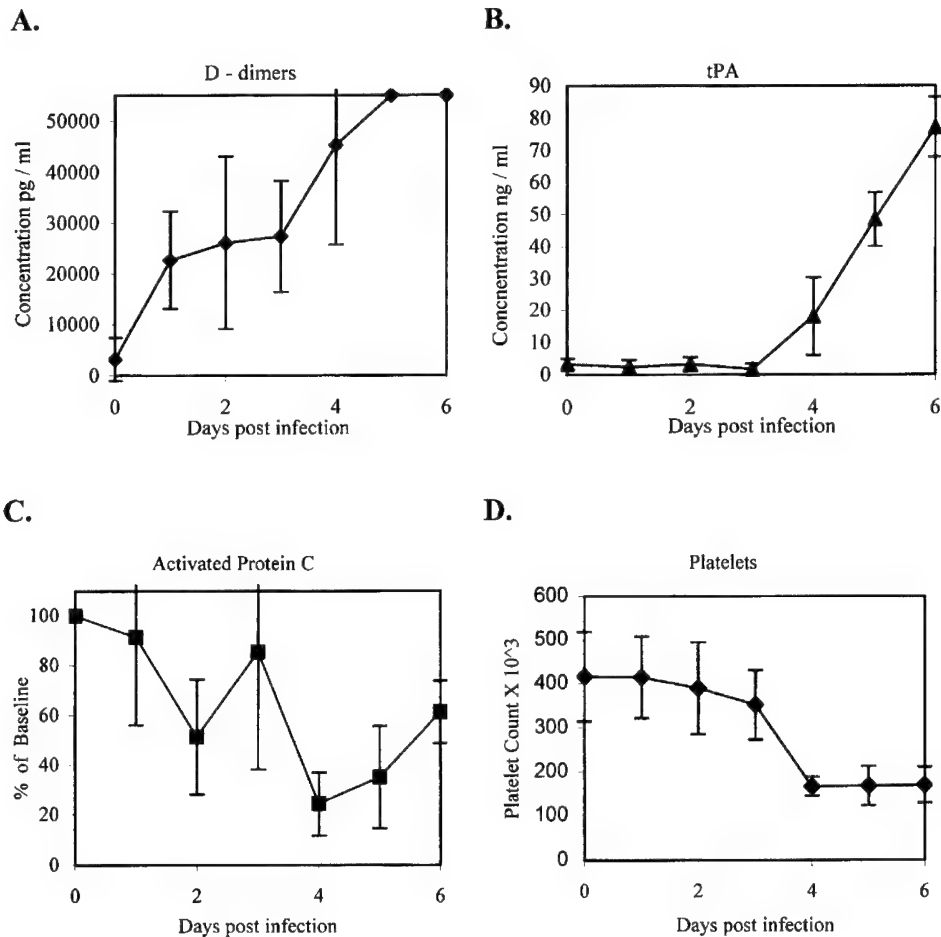 A.
D - dimers
Concentration pg / ml
50000
40000
30000
20000
10000
0
0 2 4 6
Days post infection
B.
tPA
Concnentration ng / ml
90
80
70
60
50
40
30
20
10
0
0 2 4 6
Days post infection
C.
Activated Protein C
% of Baseline
100
80
60
40
20
0
0 2 4 6
Days post infection
D.
Platelets
Platelet Count X 10^3
600
500
400
300
200
100
0
0 2 4 6
Days post infection